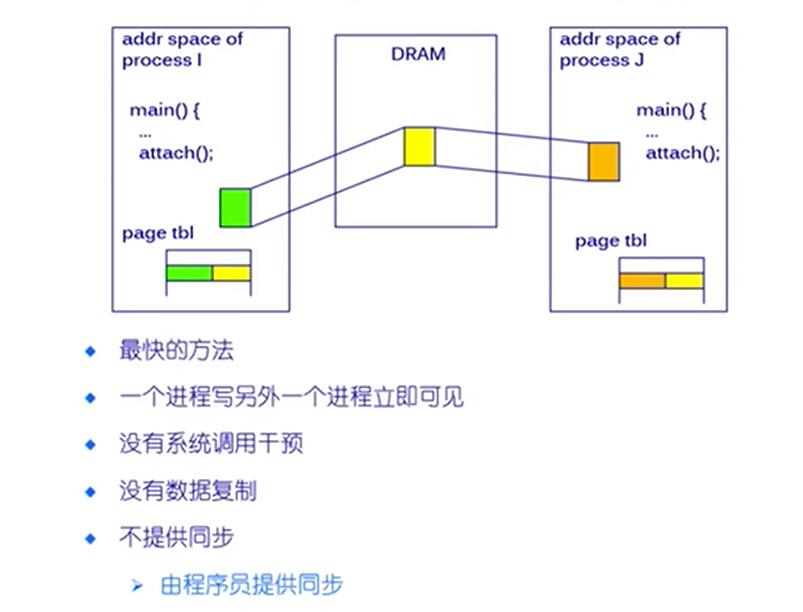 addr space of
process I
main() {
...
attach();
page tbl
DRAM
addr space of
process J
main() {
...
attach();
page tbl
最快的方法
一个进程写另外一个进程立即可见
没有系统调用干预
没有数据复制
不提供同步
由程序员提供同步